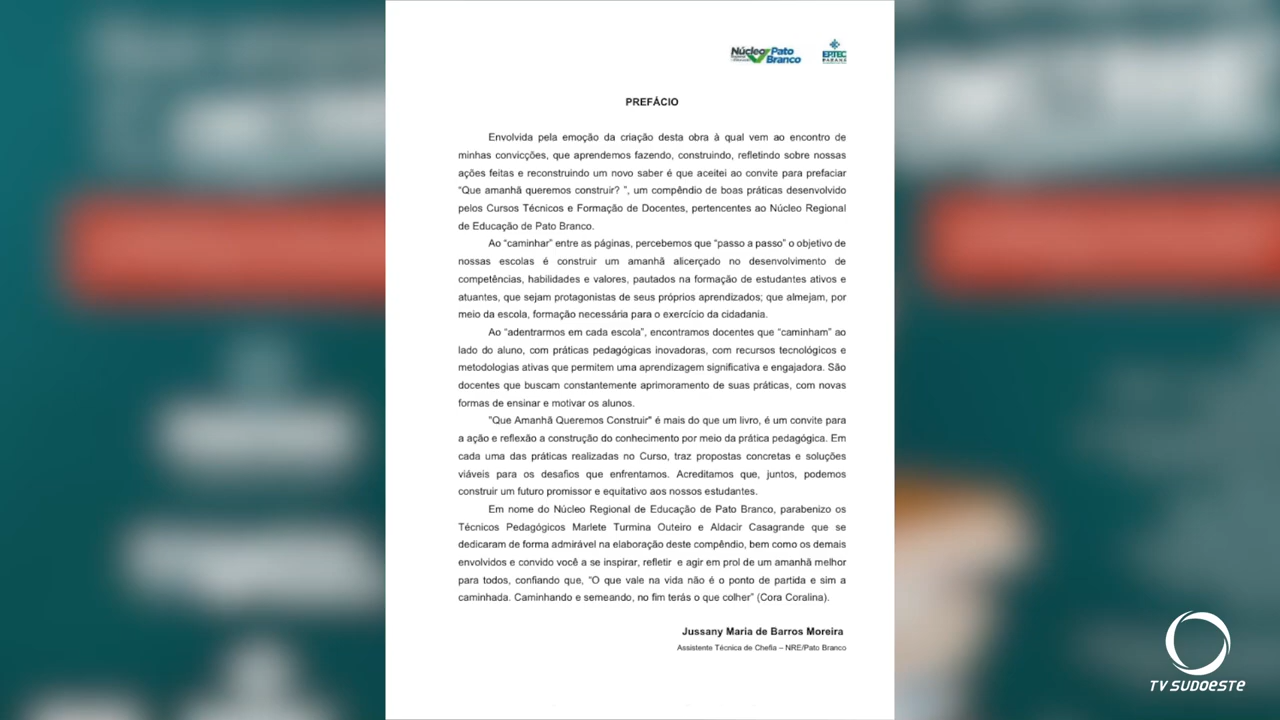 Núcleo Pato
Branco
EPTEC
PARANÁ
PREFÁCIO
Envolvida pela emoção da criação desta obra à qual vem ao encontro de
minhas convicções, que aprendemos fazendo, construindo, refletindo sobre nossas
ações feitas e reconstruindo um novo saber é que aceitei ao convite para prefaciar
“Que amanhã queremos construir? ”, um compêndio de boas práticas desenvolvido
pelos Cursos Técnicos e Formação de Docentes, pertencentes ao Núcleo Regional
de Educação de Pato Branco.
Ao “caminhar” entre as páginas, percebemos que “passo a passo” o objetivo de
nossas escolas é construir um amanhã alicerçado no desenvolvimento de
competências, habilidades e valores, pautados na formação de estudantes ativos e
atuantes, que sejam protagonistas de seus próprios aprendizados; que almejam, por
meio da escola, formação necessária para o exercício da cidadania.
Ao “adentrarmos em cada escola”, encontramos docentes que “caminham” ao
lado do aluno, com práticas pedagógicas inovadoras, com recursos tecnológicos e
metodologias ativas que permitem uma aprendizagem significativa e engajadora. São
docentes que buscam constantemente aprimoramento de suas práticas, com novas
formas de ensinar e motivar os alunos.
"Que Amanhã Queremos Construir" é mais do que um livro, é um convite para
a ação e reflexão a construção do conhecimento por meio da prática pedagógica. Em
cada uma das práticas realizadas no Curso, traz propostas concretas e soluções
viáveis para os desafios que enfrentamos. Acreditamos que, juntos, podemos
construir um futuro promissor e equitativo aos nossos estudantes.
Em nome do Núcleo Regional de Educação de Pato Branco, parabenizo os
Técnicos Pedagógicos Marlete Turmina Outeiro e Aldacir Casagrande que se
dedicaram de forma admirável na elaboração deste compêndio, bem como os demais
envolvidos e convido você a se inspirar, refletir e agir em prol de um amanhã melhor
para todos, confiando que, “O que vale na vida não é o ponto de partida e sim a
caminhada. Caminhando e semeando, no fim terás o que colher” (Cora Coralina).
Jussany Maria de Barros Moreira
Assistente Técnica de Chefia – NRE/Pato Branco
TV SUDOESTE